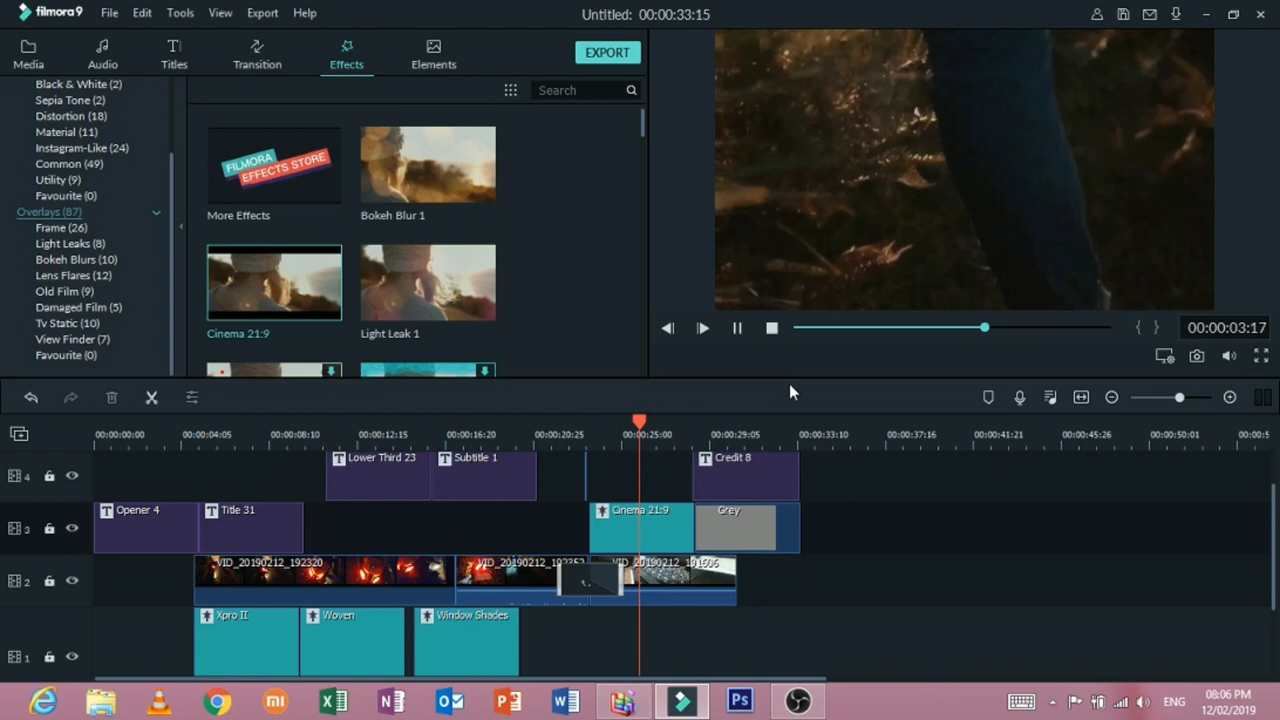 filmora9 File Edit Tools View Export Help Untitled: 00:00:33:15
Media Audio Titles Transition Effects Elements EXPORT
Black & White (2)
Sepia Tone (2)
Distortion (18)
Material (11)
Instagram-Like (24)
Common (49)
Utility (9)
Favourite (0)
Overlays (87)
Frame (26)
Light Leaks (8)
Bokeh Blurs (10)
Lens Flares (12)
Old Film (9)
Damaged Film (5)
Tv Static (10)
View Finder (7)
Favourite (0)
Search
FILMORA
EFFECTS STORE
More Effects Bokeh Blur 1
Cinema 21:9 Light Leak 1
00:00:03:17
00:00:00:00 00:00:04:05 00:00:08:10 00:00:12:15 00:00:16:20 00:00:20:25 00:00:25:00 00:00:29:05 00:00:33:10 00:00:37:16 00:00:41:21 00:00:45:26 00:00:50:01 00:00:5
4 Lower Third 23 Subtitle 1 Credit 8
3 Opener 4 Title 31 Cinema 21:9 Grey
2 VID_20190212_192320 VID_20190212_192352
1 Xpro II Woven Window Shades
ENG
08:06 PM
12/02/2019